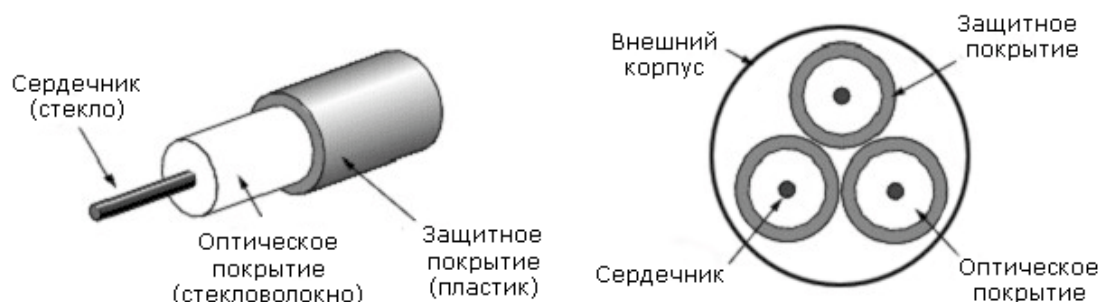 Сердечник
(стекло)
Оптическое
покрытие
(стекловолокно)
Защитное
покрытие
(пластик)
Внешний
корпус
Защитное
покрытие
Сердечник
Оптическое
покрытие